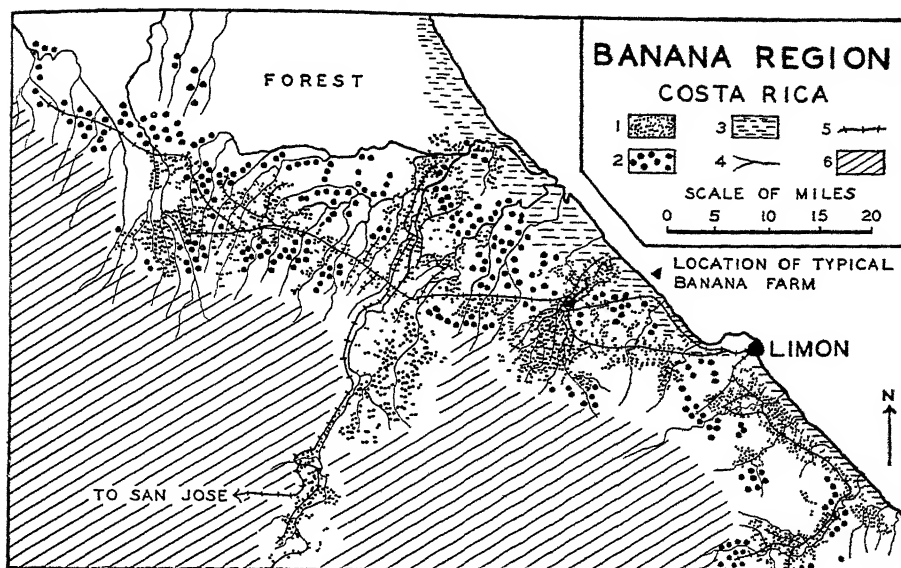 FOREST
BANANA REGION
COSTA RICA
1 3 5
2 4 6
SCALE OF MILES
0 5 10 15 20
LOCATION OF TYPICAL
BANANA FARM
LIMON
N
TO SAN JOSE